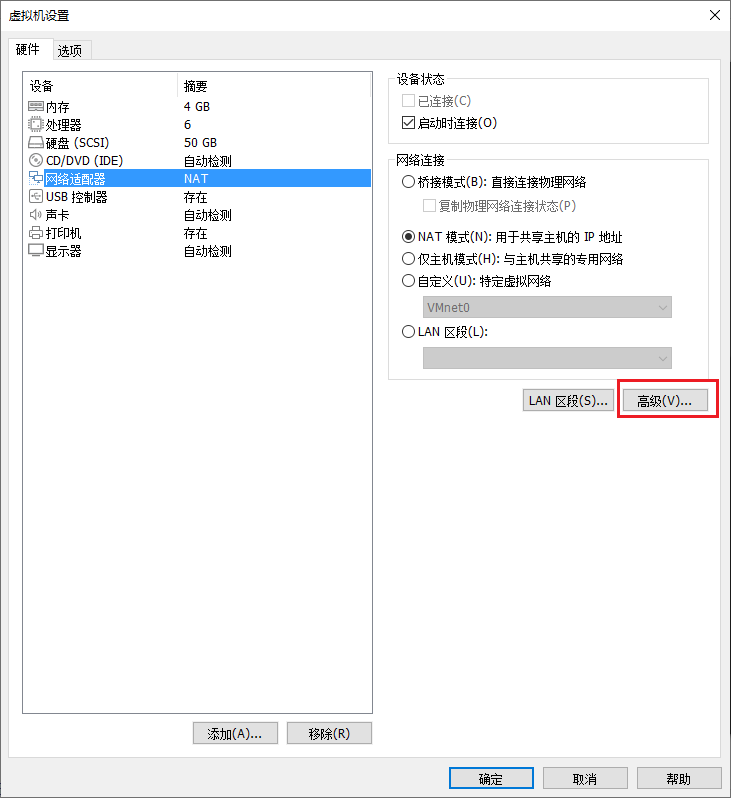 虚拟机设置
硬件 选项
设备 摘要
内存 4 GB
处理器 6
硬盘 (SCSI) 50 GB
CD/DVD (IDE) 自动检测
网络适配器 NAT
USB 控制器 存在
声卡 自动检测
打印机 存在
显示器 自动检测
添加(A)... 移除(R)
设备状态
已连接(C)
启动时连接(O)
网络连接
桥接模式(B): 直接连接物理网络
复制物理网络连接状态(P)
NAT 模式(N): 用于共享主机的 IP 地址
仅主机模式(H): 与主机共享的专用网络
自定义(U): 特定虚拟网络
VMnet0
LAN 区段(L):
LAN 区段(S)... 高级(V)...
确定 取消 帮助